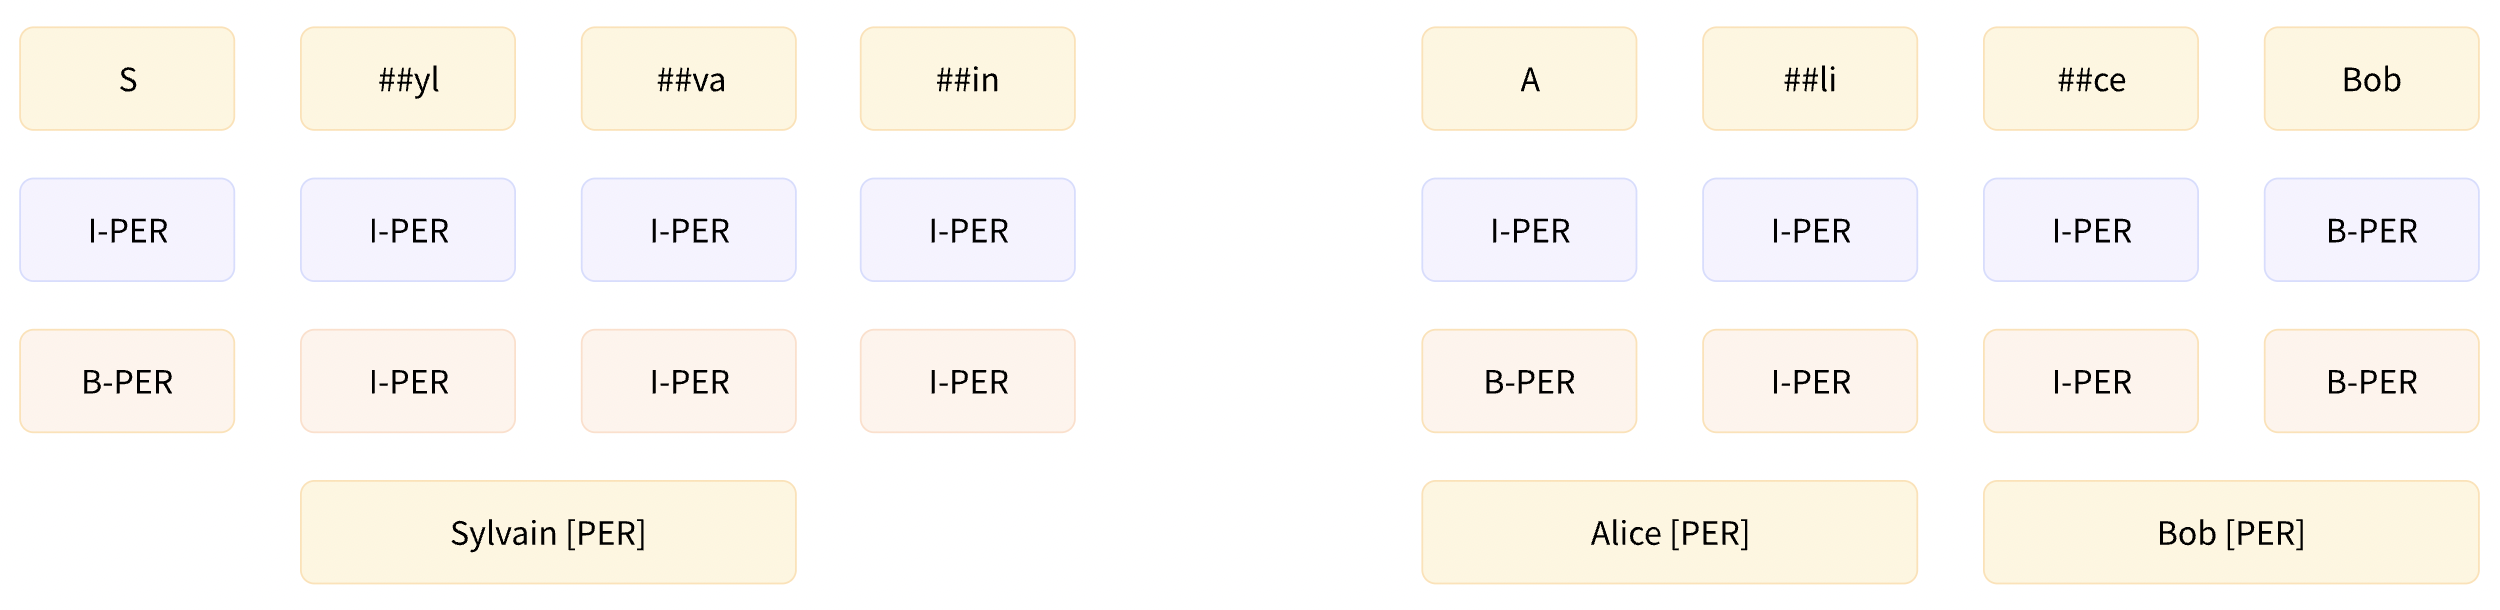 S ##yl ##va ##in A ##li ##ce Bob
I-PER I-PER I-PER I-PER I-PER I-PER I-PER B-PER
B-PER I-PER I-PER I-PER B-PER I-PER I-PER B-PER
Sylvain [PER] Alice [PER] Bob [PER]